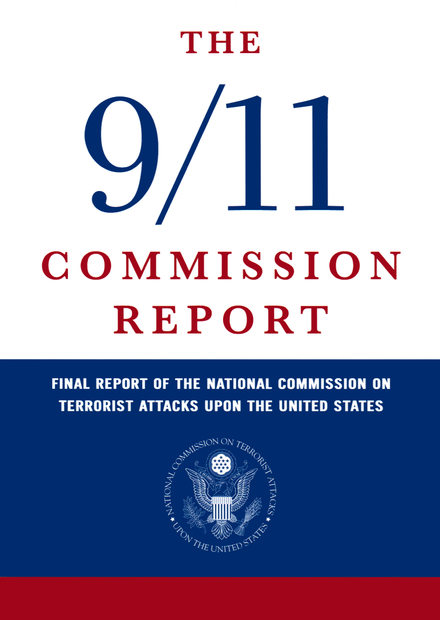 THE
9/11
COMMISSION
REPORT
FINAL REPORT OF THE NATIONAL COMMISSION ON
TERRORIST ATTACKS UPON THE UNITED STATES
NATIONAL COMMISSION ON TERRORIST ATTACKS
★ UPON THE UNITED STATES ★